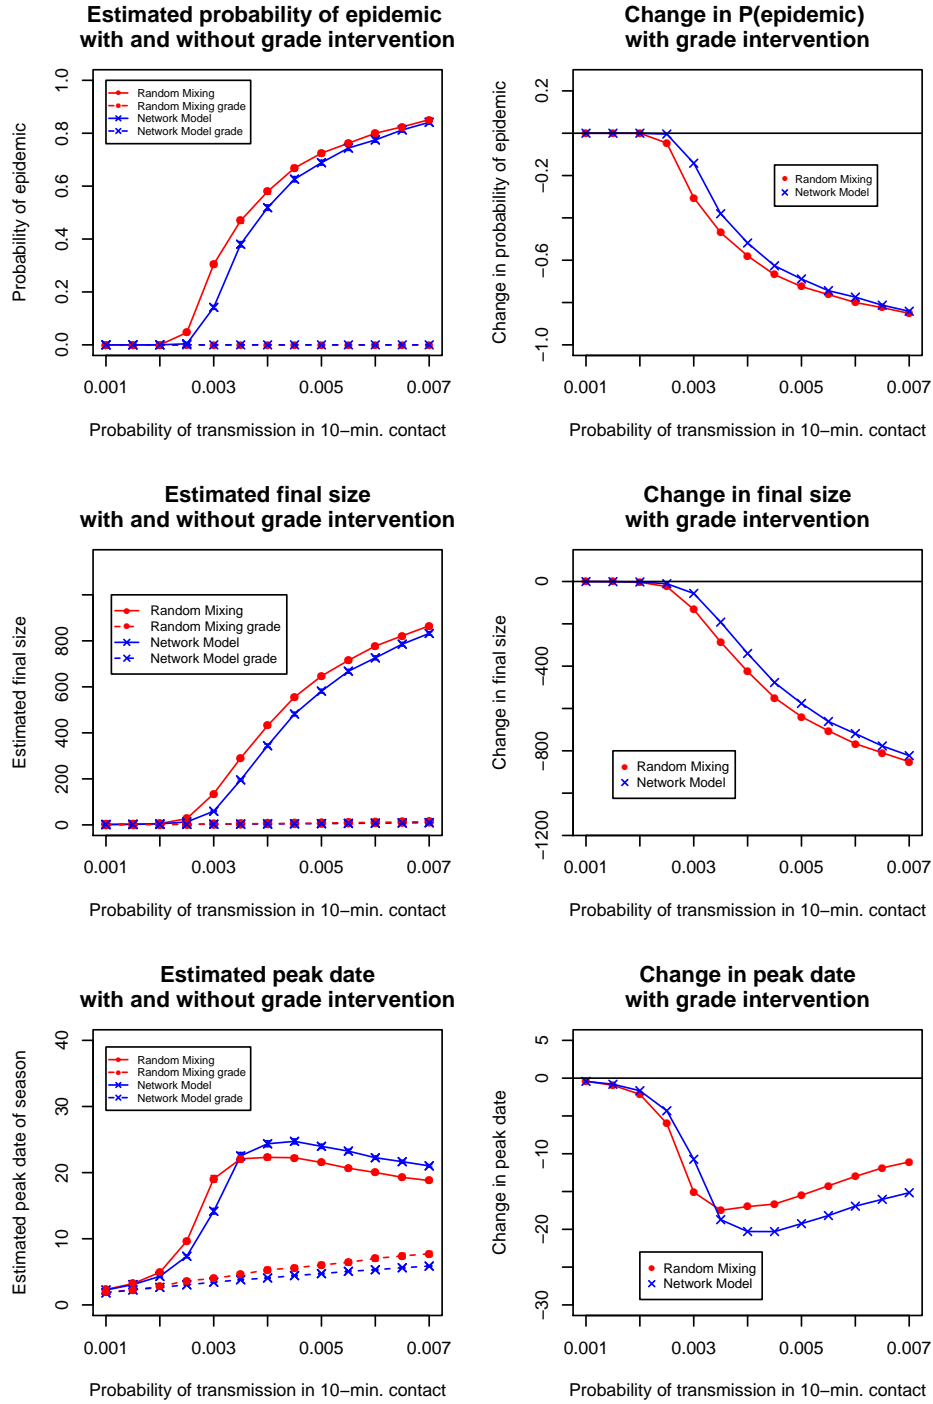 Estimated probability of epidemic
with and without grade intervention
1.0
0.8
0.6
0.4
0.2
0.0
Probability of epidemic
Random Mixing
Random Mixing grade
Network Model
Network Model grade
0.001
0.003
0.005
0.007
Probability of transmission in 10−min. contact
Change in P(epidemic)
with grade intervention
0.2
−0.2
−0.6
−1.0
Change in probability of epidemic
Random Mixing
Network Model
0.001
0.003
0.005
0.007
Probability of transmission in 10−min. contact
Estimated final size
with and without grade intervention
800
600
400
200
0
Estimated final size
Random Mixing
Random Mixing grade
Network Model
Network Model grade
0.001
0.003
0.005
0.007
Probability of transmission in 10−min. contact
Change in final size
with grade intervention
0
−400
−800
−1200
Change in final size
Random Mixing
Network Model
0.001
0.003
0.005
0.007
Probability of transmission in 10−min. contact
Estimated peak date
with and without grade intervention
40
30
20
10
0
Estimated peak date of season
Random Mixing
Random Mixing grade
Network Model
Network Model grade
0.001
0.003
0.005
0.007
Probability of transmission in 10−min. contact
Change in peak date
with grade intervention
5
0
−10
−20
−30
Change in peak date
Random Mixing
Network Model
0.001
0.003
0.005
0.007
Probability of transmission in 10−min. contact